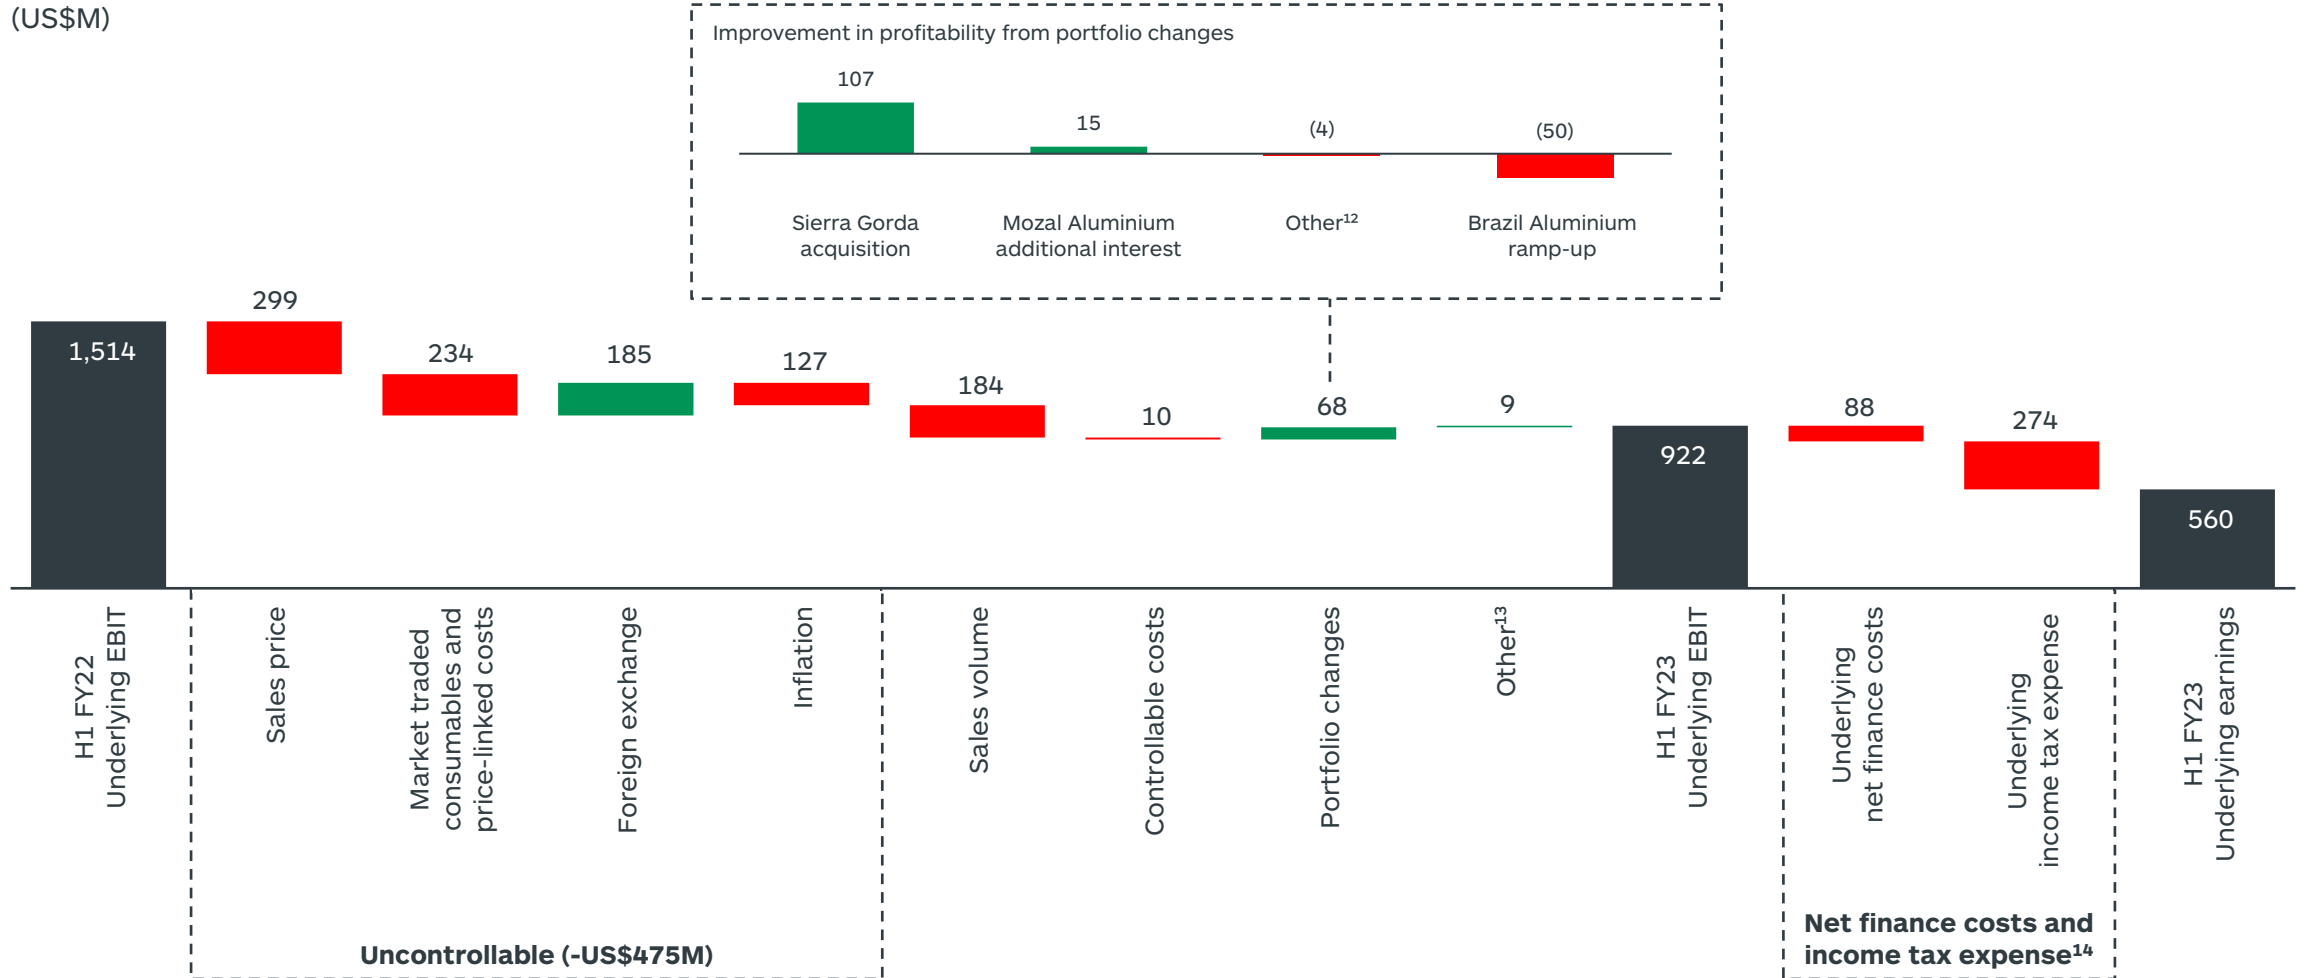 (US$M)
Improvement in profitability from portfolio changes
107
15
(4)
(50)
Sierra Gorda
acquisition
Mozal Aluminium
additional interest
Other¹²
Brazil Aluminium
ramp-up
1,514
299
234
185
127
184
10
68
9
922
88
274
560
H1 FY22
Underlying EBIT
Sales price
Market traded
consumables and
price-linked costs
Foreign exchange
Inflation
Sales volume
Controllable costs
Portfolio changes
Other¹³
H1 FY23
Underlying EBIT
Underlying
net finance costs
Underlying
income tax expense
H1 FY23
Underlying earnings
Uncontrollable (-US$475M)
Net finance costs and
income tax expense¹⁴